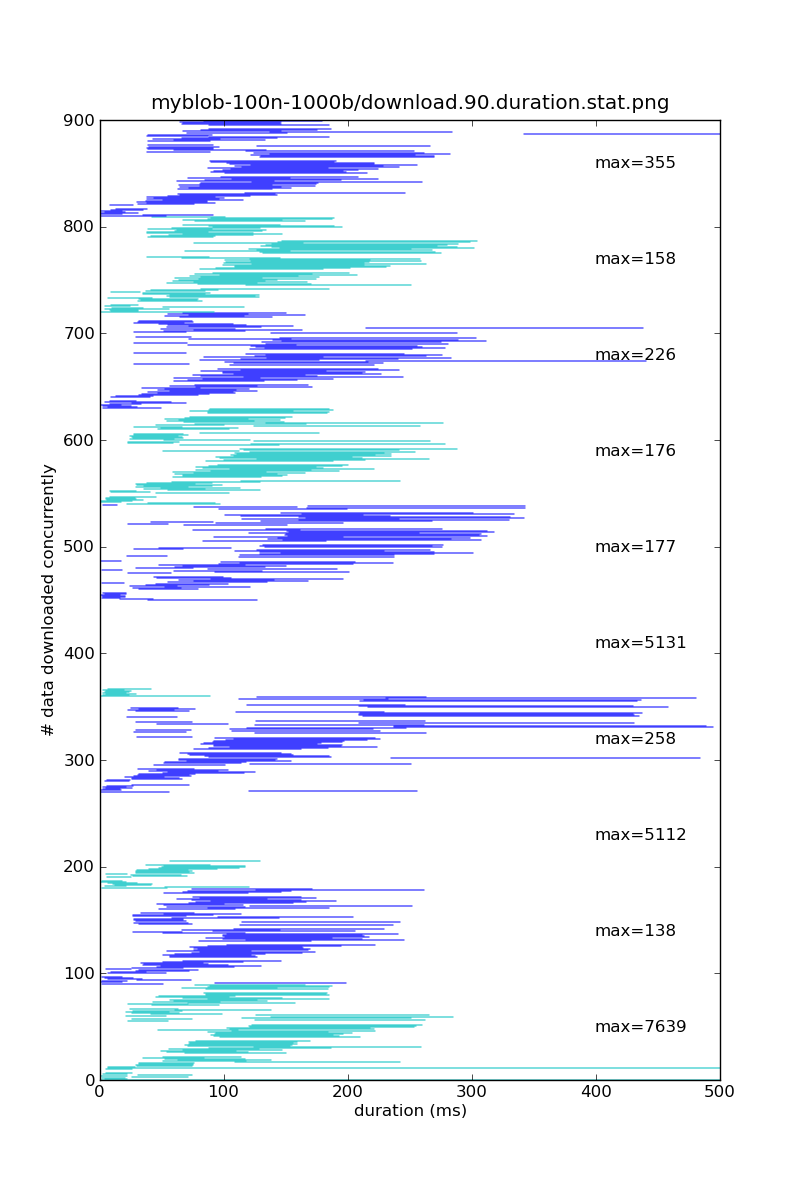 myblob-100n-1000b/download.90.duration.stat.png
900
max=355
800
max=158
700
max=226
600
max=176
500
max=177
# data downloaded concurrently
400
max=5131
300
max=258
max=5112
200
max=138
100
max=7639
0
0 100 200 300 400 500
duration (ms)